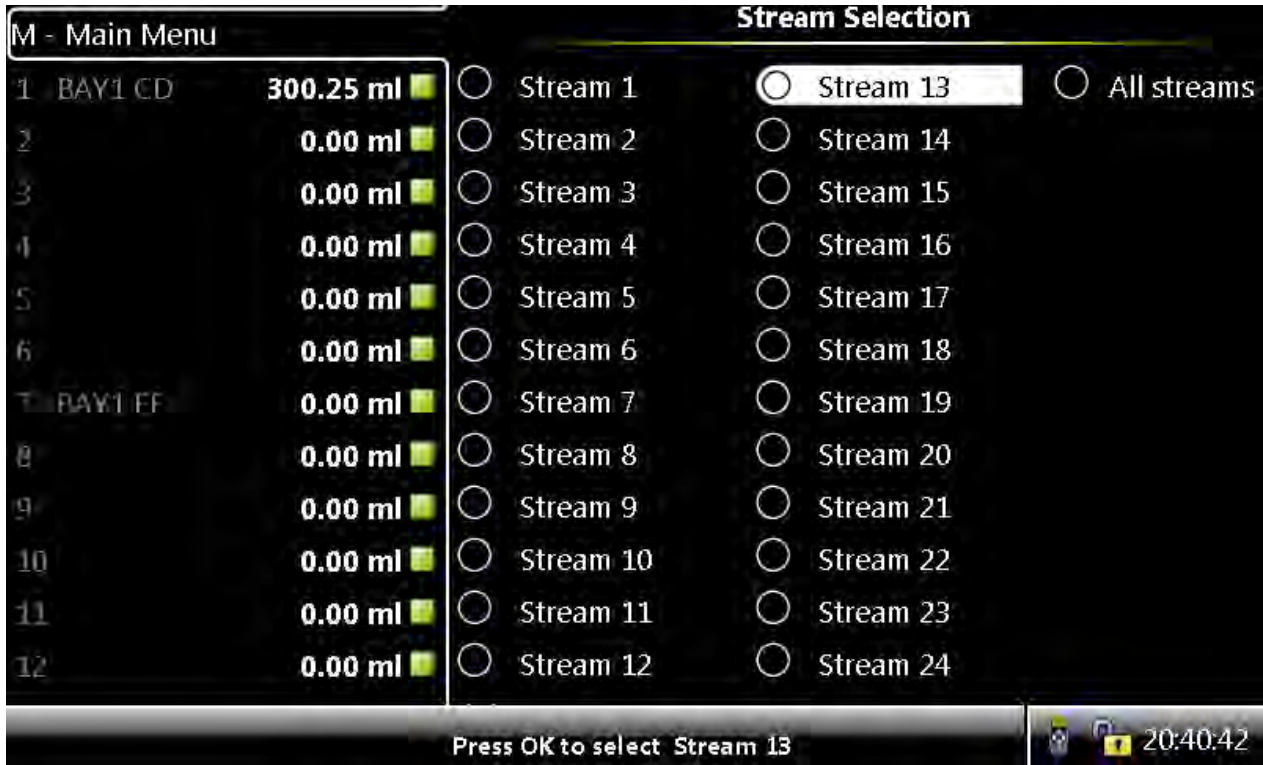 M - Main Menu
Stream Selection
1 BAY1 CD 300.25 ml
2 0.00 ml
3 0.00 ml
4 0.00 ml
5 0.00 ml
6 0.00 ml
7 BAY1 EF 0.00 ml
8 0.00 ml
9 0.00 ml
10 0.00 ml
11 0.00 ml
12 0.00 ml
Stream 1
Stream 2
Stream 3
Stream 4
Stream 5
Stream 6
Stream 7
Stream 8
Stream 9
Stream 10
Stream 11
Stream 12
Stream 13
Stream 14
Stream 15
Stream 16
Stream 17
Stream 18
Stream 19
Stream 20
Stream 21
Stream 22
Stream 23
Stream 24
All streams
Press OK to select Stream 13
20:40:42